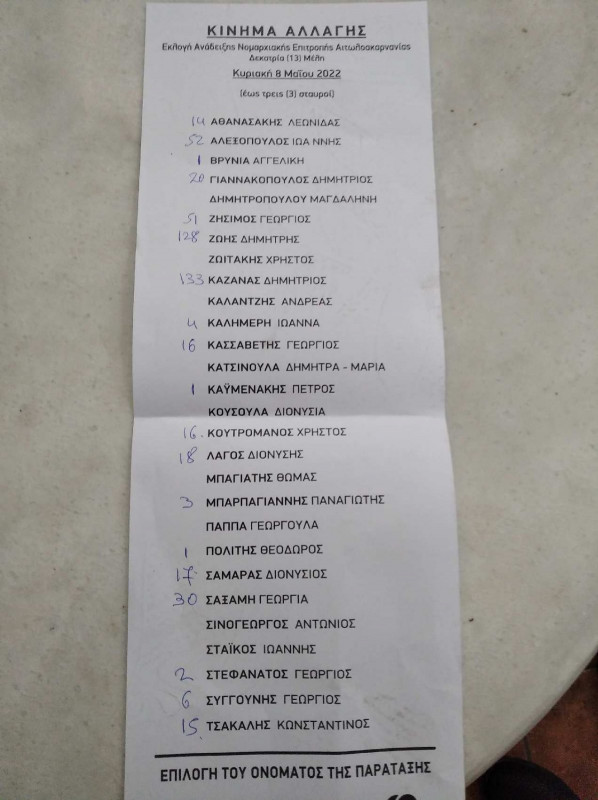 ΚΙΝΗΜΑ ΑΛΛΑΓΗΣ
Εκλογή Ανάδειξης Νομαρχιακής Επιτροπής Αιτωλοακαρνανίας
Δεκατρία (13) Μέλη
Κυριακή 8 Μαΐου 2022
(έως τρεις (3) σταυροί)
14 ΑΘΑΝΑΣΑΚΗΣ ΛΕΩΝΙΔΑΣ
52 ΑΛΕΞΟΠΟΥΛΟΣ ΙΩΑ ΝΝΗΣ
1 ΒΡΥΝΙΑ ΑΓΓΕΛΙΚΗ
20 ΓΙΑΝΝΑΚΟΠΟΥΛΟΣ ΔΗΜΗΤΡΙΟΣ
ΔΗΜΗΤΡΟΠΟΥΛΟΥ ΜΑΓΔΑΛΗΝΗ
51 ΖΗΣΙΜΟΣ ΓΕΩΡΓΙΟΣ
128 ΖΩΗΣ ΔΗΜΗΤΡΗΣ
ΖΩΙΤΑΚΗΣ ΧΡΗΣΤΟΣ
133 ΚΑΖΑΝΑΣ ΔΗΜΗΤΡΙΟΣ
ΚΑΛΑΝΤΖΗΣ ΑΝΔΡΕΑΣ
4 ΚΑΛΗΜΕΡΗ ΙΩΑΝΝΑ
16 ΚΑΣΣΑΒΕΤΗΣ ΓΕΩΡΓΙΟΣ
ΚΑΤΣΙΝΟΥΛΑ ΔΗΜΗΤΡΑ - ΜΑΡΙΑ
1 ΚΑΫΜΕΝΑΚΗΣ ΠΕΤΡΟΣ
ΚΟΥΣΟΥΛΑ ΔΙΟΝΥΣΙΑ
16. ΚΟΥΤΡΟΜΑΝΟΣ ΧΡΗΣΤΟΣ
18 ΛΑΓΟΣ ΔΙΟΝΥΣΗΣ
ΜΠΑΓΙΑΤΗΣ ΘΩΜΑΣ
3 ΜΠΑΡΠΑΓΙΑΝΝΗΣ ΠΑΝΑΓΙΩΤΗΣ
ΠΑΠΠΑ ΓΕΩΡΓΟΥΛΑ
1 ΠΟΛΙΤΗΣ ΘΕΟΔΩΡΟΣ
17 ΣΑΜΑΡΑΣ ΔΙΟΝΥΣΙΟΣ
30 ΣΑΞΑΜΗ ΓΕΩΡΓΙΑ
ΣΙΝΟΓΕΩΡΓΟΣ ΑΝΤΩΝΙΟΣ
ΣΤΑΪΚΟΣ ΙΩΑΝΝΗΣ
2 ΣΤΕΦΑΝΑΤΟΣ ΓΕΩΡΓΙΟΣ
6 ΣΥΓΓΟΥΝΗΣ ΓΕΩΡΓΙΟΣ
15 ΤΣΑΚΑΛΗΣ ΚΩΝΣΤΑΝΤΙΝΟΣ
ΕΠΙΛΟΓΗ ΤΟΥ ΟΝΟΜΑΤΟΣ ΤΗΣ ΠΑΡΑΤΑΞΗΣ